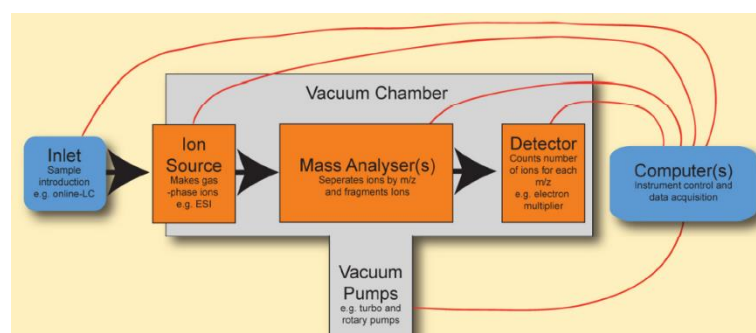 Vacuum Chamber
Inlet
Sample
introduction
e.g. online-LC
Ion
Source
Makes gas
-phase ions
e.g. ESI
Mass Analyser(s)
Seperates ions by m/z
and fragments Ions
Detector
Counts number
of ions for each
m/z
e.g. electron
multiplier
Computer(s)
Instrument control and
data acquisition
Vacuum
Pumps
e.g. turbo and
rotary pumps